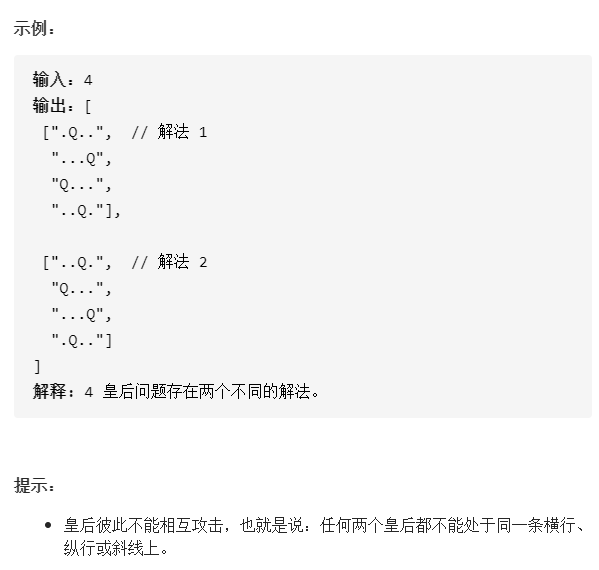 示例：
输入：4
输出：[
 [".Q..",  // 解法 1
  "...Q",
  "Q...",
  "..Q."],
 ["..Q.",  // 解法 2
  "Q...",
  "...Q",
  ".Q.."]
]
解释：4 皇后问题存在两个不同的解法。
提示：
• 皇后彼此不能相互攻击，也就是说：任何两个皇后都不能处于同一条横行、
纵行或斜线上。